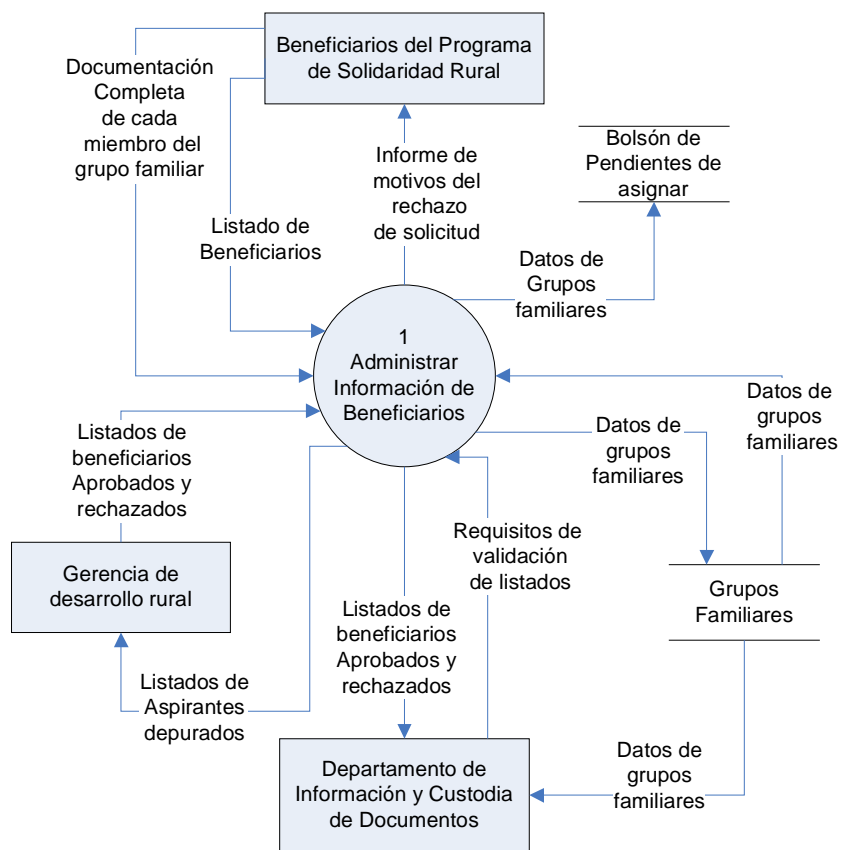 Beneficiarios del Programa
de Solidaridad Rural
Documentación
Completa
de cada
miembro del
grupo familiar
Listado de
Beneficiarios
Informe de
motivos del
rechazo
de solicitud
Bolsón de
Pendientes de
asignar
Datos de
Grupos
familiares
1
Administrar
Información de
Beneficiarios
Datos de
grupos
familiares
Datos de
grupos
familiares
Listados de
beneficiarios
Aprobados y
rechazados
Requisitos de
validación
de listados
Gerencia de
desarrollo rural
Grupos
Familiares
Listados de
beneficiarios
Aprobados y
rechazados
Listados de
Aspirantes
depurados
Departamento de
Información y Custodia
de Documentos
Datos de
grupos
familiares